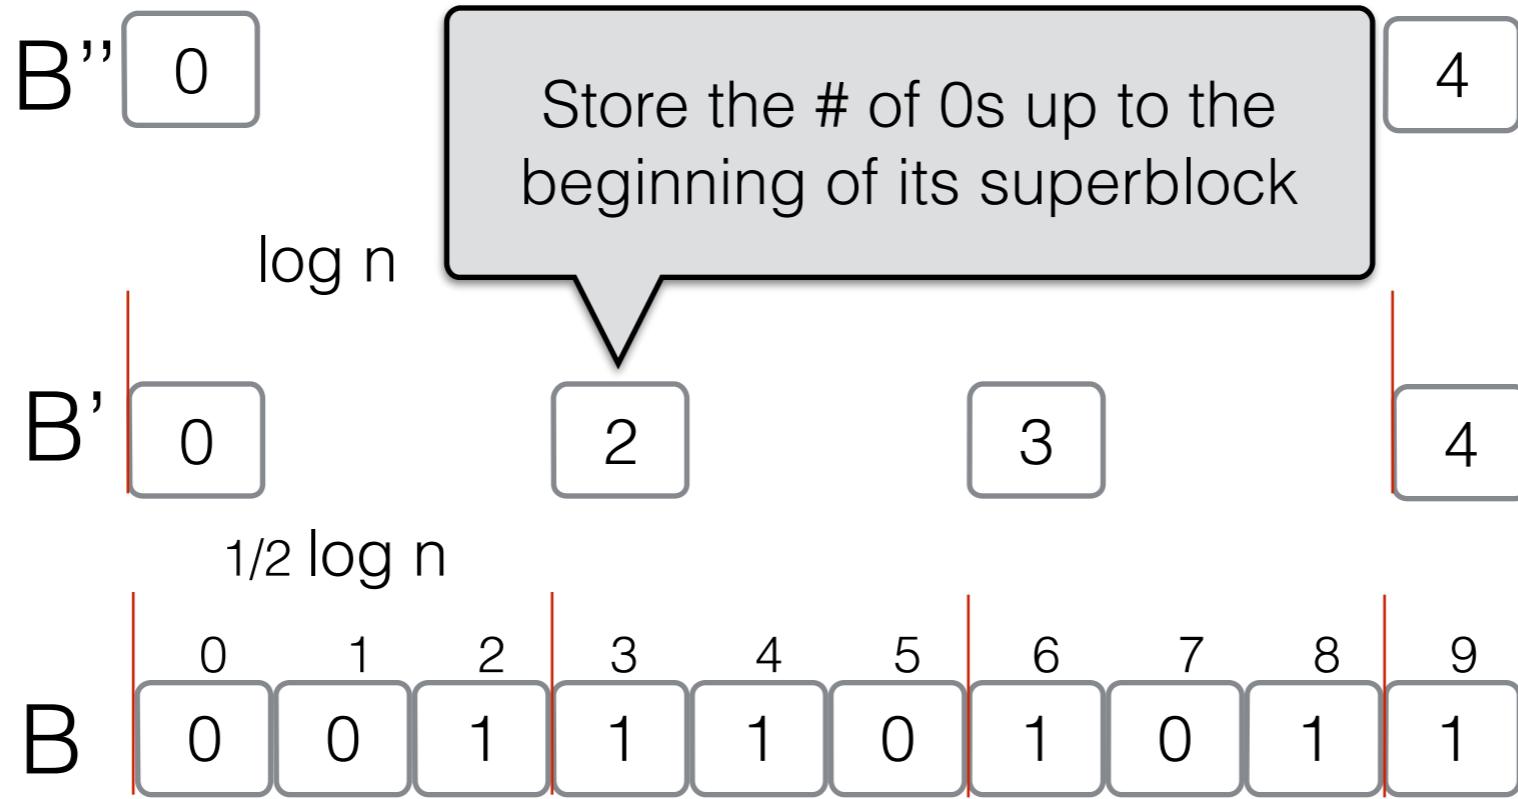 B’’ 0 4
Store the # of 0s up to the
beginning of its superblock
log n
B’ 0 2 3 4
1/2 log n
0 1 2 3 4 5 6 7 8 9
B 0 0 1 1 1 0 1 0 1 1